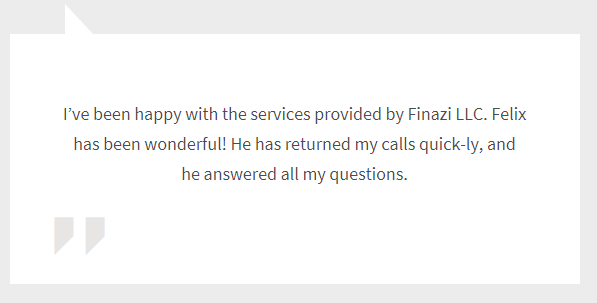 I’ve been happy with the services provided by Finazi LLC. Felix
has been wonderful! He has returned my calls quick-ly, and
he answered all my questions.